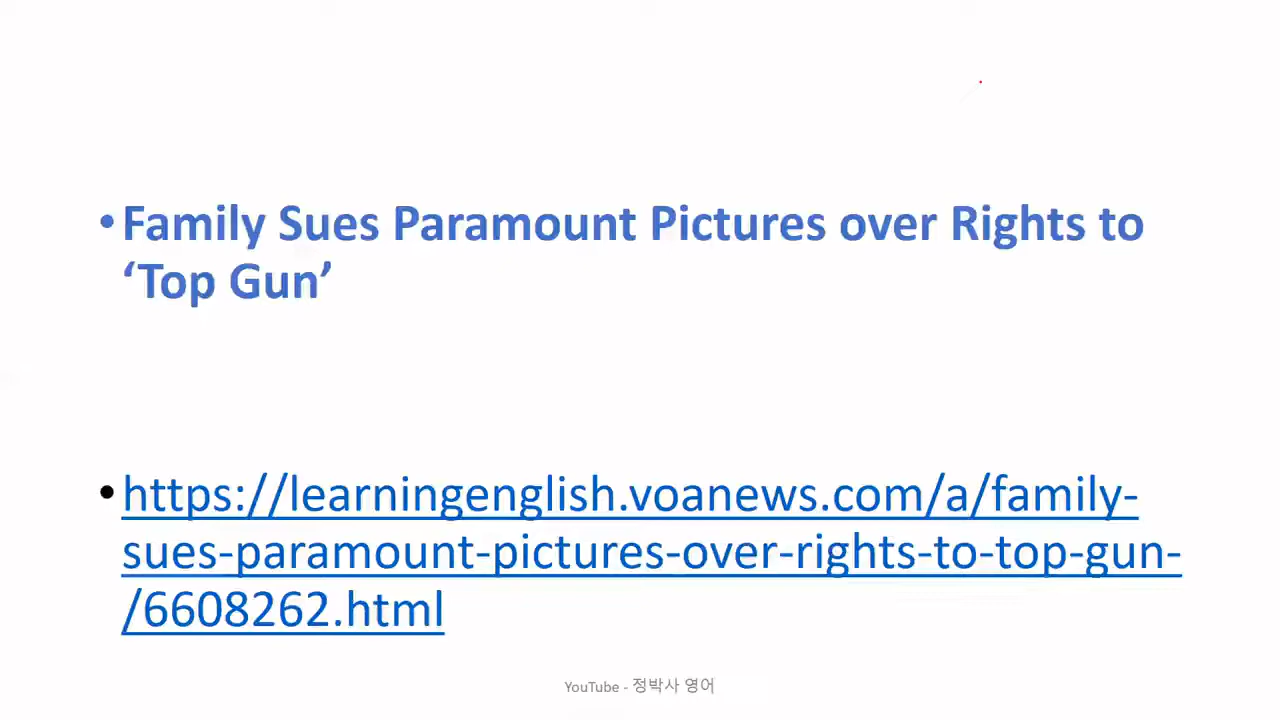 •Family Sues Paramount Pictures over Rights to
‘Top Gun’
•https://learningenglish.voanews.com/a/family-
sues-paramount-pictures-over-rights-to-top-gun-
/6608262.html
YouTube - 정박사 영어